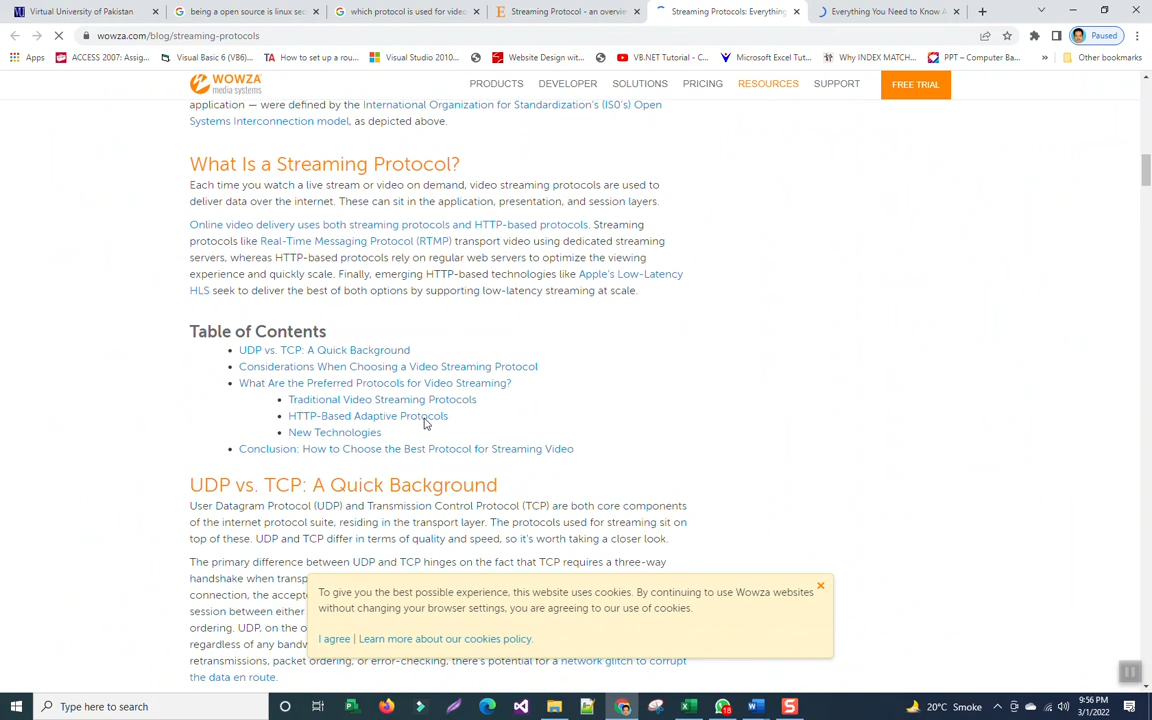 Virtual University of Pakistan
being a open source is linux sec
which protocol is used for video
Streaming Protocol - an overview
Streaming Protocols: Everything
Everything You Need to Know A
wowza.com/blog/streaming-protocols
Paused
Apps
ACCESS 2007: Assig...
Visual Basic 6 (VB6)...
How to set up a rou...
Visual Studio 2010...
Website Design wit...
VB.NET Tutorial - C...
Microsoft Excel Tut...
Why INDEX MATCH...
PPT – Computer Ba...
Other bookmarks
WOWZA
media systems
PRODUCTS
DEVELOPER
SOLUTIONS
PRICING
RESOURCES
SUPPORT
FREE TRIAL
application — were defined by the International Organization for Standardization's (IS0's) Open
Systems Interconnection model, as depicted above.
What Is a Streaming Protocol?
Each time you watch a live stream or video on demand, video streaming protocols are used to
deliver data over the internet. These can sit in the application, presentation, and session layers.
Online video delivery uses both streaming protocols and HTTP-based protocols. Streaming
protocols like Real-Time Messaging Protocol (RTMP) transport video using dedicated streaming
servers, whereas HTTP-based protocols rely on regular web servers to optimize the viewing
experience and quickly scale. Finally, emerging HTTP-based technologies like Apple's Low-Latency
HLS seek to deliver the best of both options by supporting low-latency streaming at scale.
Table of Contents
UDP vs. TCP: A Quick Background
Considerations When Choosing a Video Streaming Protocol
What Are the Preferred Protocols for Video Streaming?
Traditional Video Streaming Protocols
HTTP-Based Adaptive Protocols
New Technologies
Conclusion: How to Choose the Best Protocol for Streaming Video
UDP vs. TCP: A Quick Background
User Datagram Protocol (UDP) and Transmission Control Protocol (TCP) are both core components
of the internet protocol suite, residing in the transport layer. The protocols used for streaming sit on
top of these. UDP and TCP differ in terms of quality and speed, so it's worth taking a closer look.
The primary difference between UDP and TCP hinges on the fact that TCP requires a three-way
handshake when transp
connection, the accept
session between either
ordering. UDP, on the o
regardless of any bandw
retransmissions, packet ordering, or error-checking, there's potential for a network glitch to corrupt
the data en route.
To give you the best possible experience, this website uses cookies. By continuing to use Wowza websites
without changing your browser settings, you are agreeing to our use of cookies.
I agree | Learn more about our cookies policy.
Type here to search
18
20°C Smoke
9:56 PM
3/1/2022